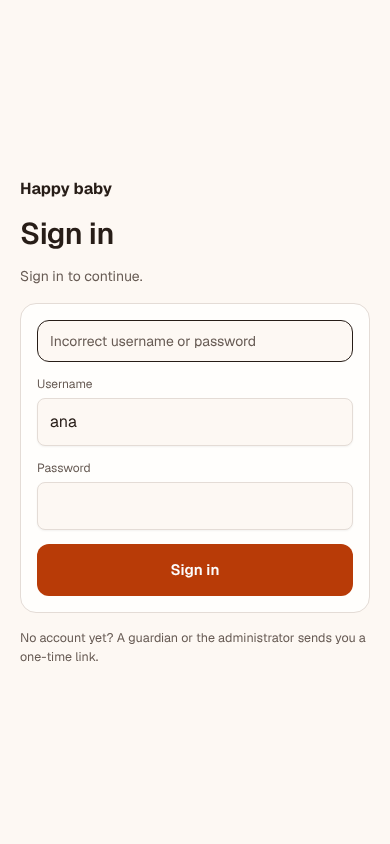 Happy baby
Sign in
Sign in to continue.
Incorrect username or password
Username
ana
Password
Sign in
No account yet? A guardian or the administrator sends you a
one-time link.